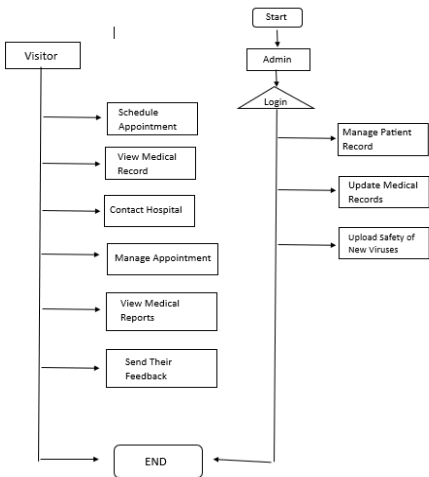 Start
Visitor
Admin
Login
Schedule
Appointment
View Medical
Record
Contact Hospital
Manage Appointment
View Medical
Reports
Send Their
Feedback
Manage Patient
Record
Update Medical
Records
Upload Safety of
New Viruses
END